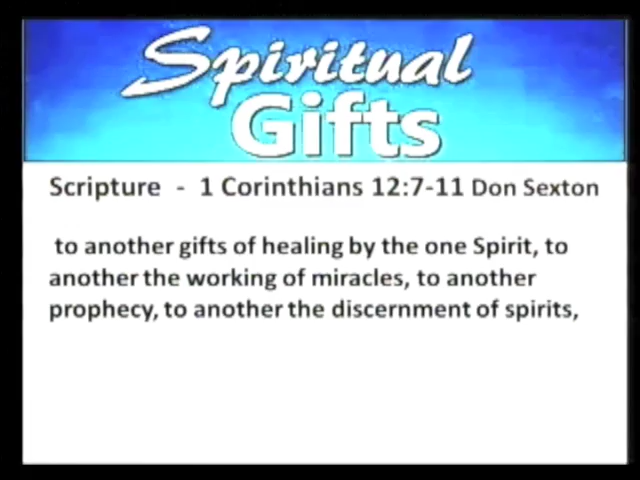 Spiritual
Gifts
Scripture - 1 Corinthians 12:7-11 Don Sexton
to another gifts of healing by the one Spirit, to
another the working of miracles, to another
prophecy, to another the discernment of spirits,